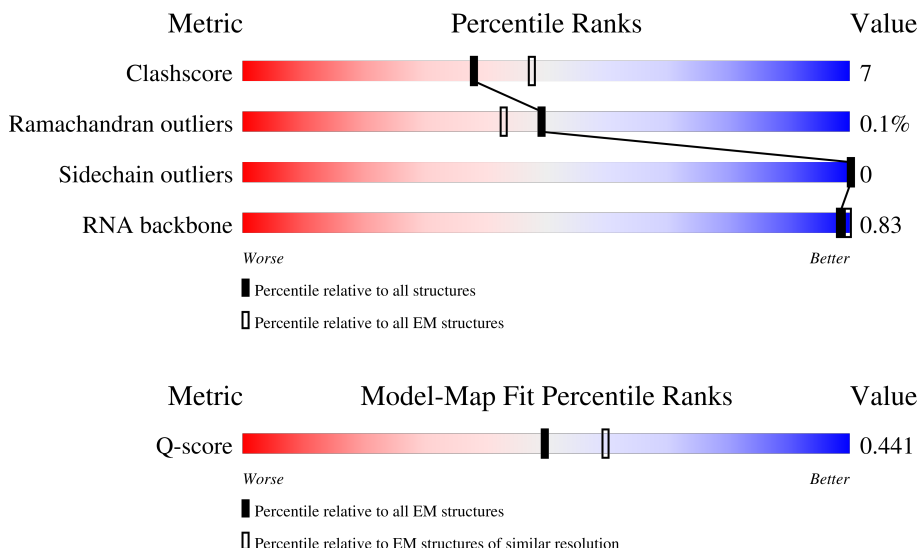 Metric Percentile Ranks Value
Clashscore 7
Ramachandran outliers 0.1%
Sidechain outliers 0
RNA backbone 0.83
Worse Better
Percentile relative to all structures
Percentile relative to all EM structures
Metric Model-Map Fit Percentile Ranks Value
Q-score 0.441
Worse Better
Percentile relative to all EM structures
Percentile relative to EM structures of similar resolution